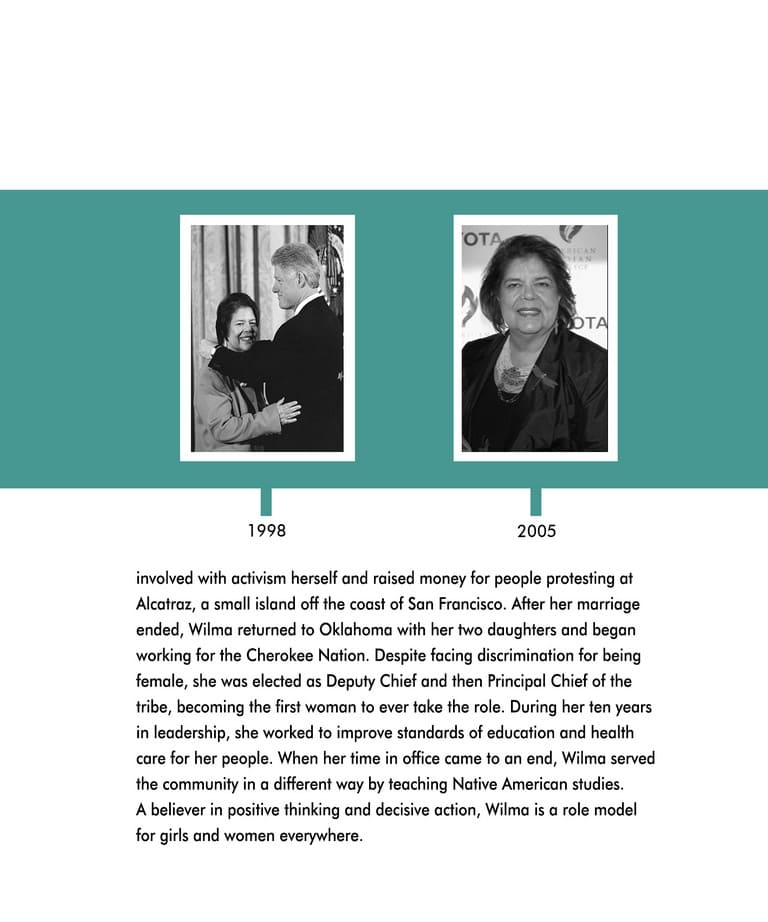 OTA
RICAN
DIAN
EGE
OTA
1998
2005
involved with activism herself and raised money for people protesting at
Alcatraz, a small island off the coast of San Francisco. After her marriage
ended, Wilma returned to Oklahoma with her two daughters and began
working for the Cherokee Nation. Despite facing discrimination for being
female, she was elected as Deputy Chief and then Principal Chief of the
tribe, becoming the first woman to ever take the role. During her ten years
in leadership, she worked to improve standards of education and health
care for her people. When her time in office came to an end, Wilma served
the community in a different way by teaching Native American studies.
A believer in positive thinking and decisive action, Wilma is a role model
for girls and women everywhere.